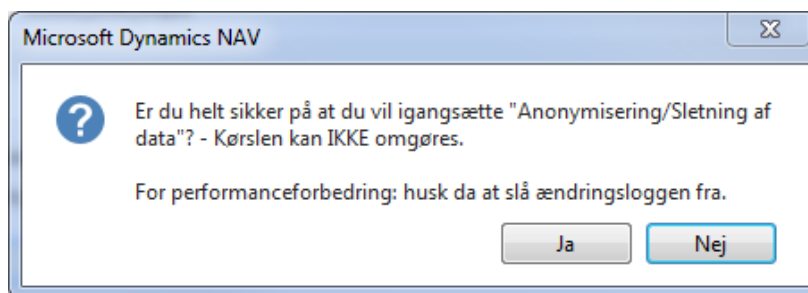 Microsoft Dynamics NAV
Er du helt sikker på at du vil igangsætte "Anonymisering/Sletning af
data"? - Kørslen kan IKKE omgøres.
For performanceforbedring: husk da at slå ændringsloggen fra.
Ja
Nej